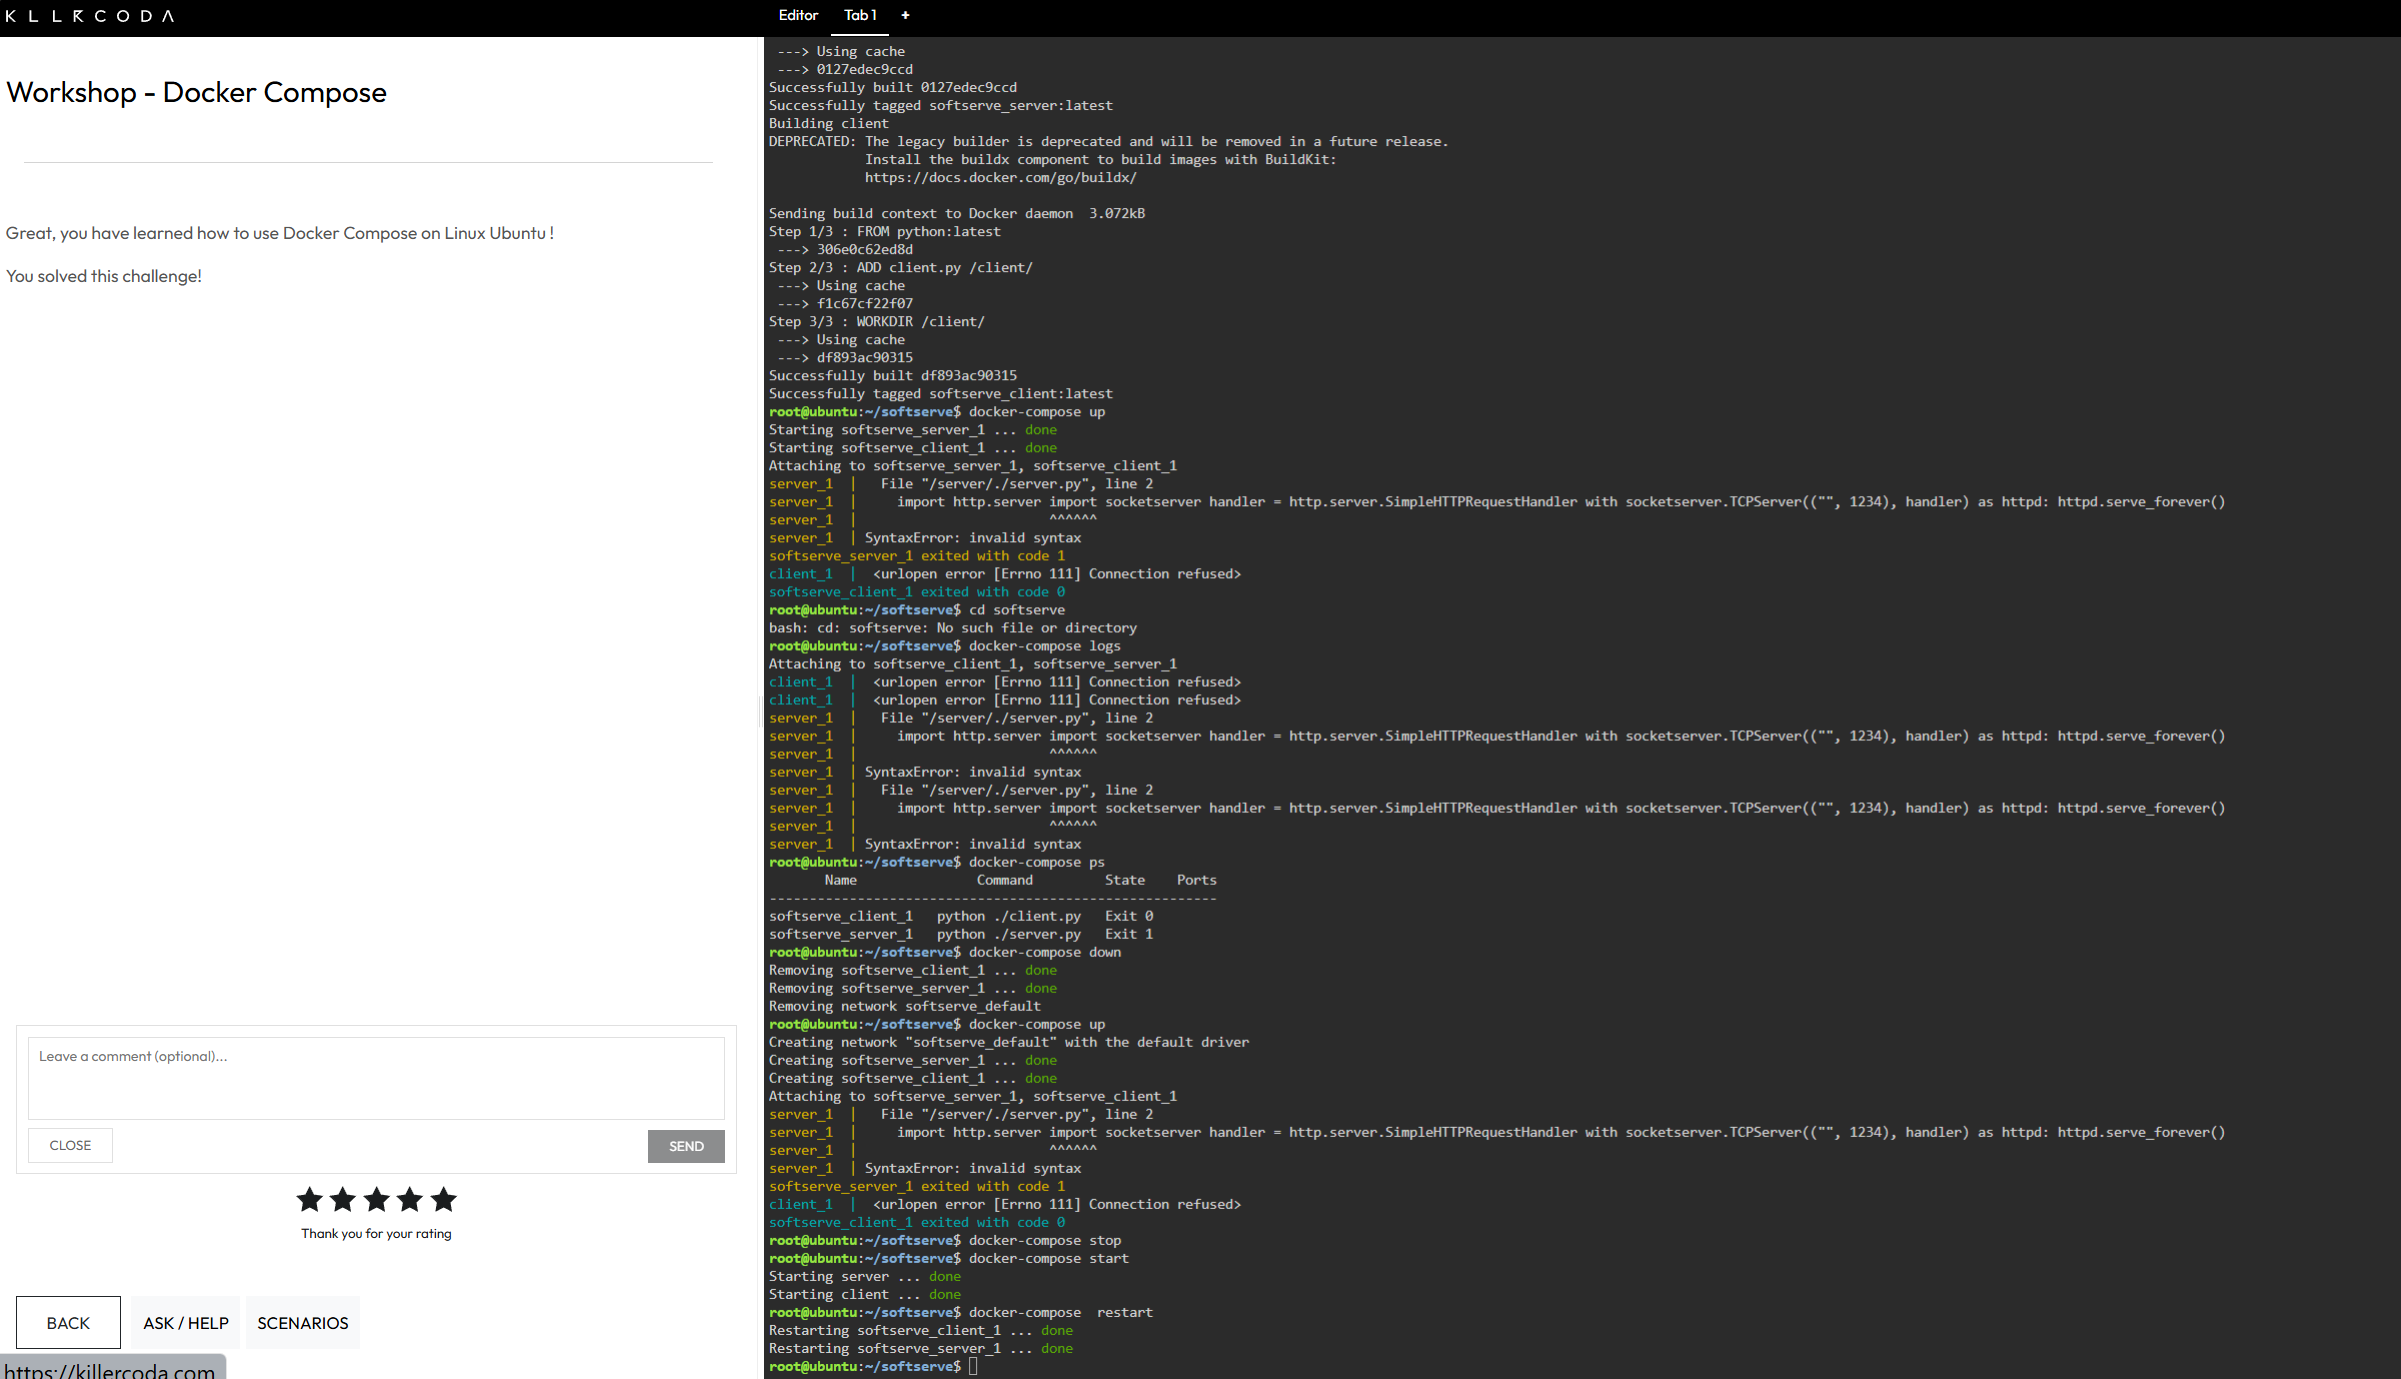 KILLERCODA
Editor Tab 1 +
Workshop - Docker Compose
Great, you have learned how to use Docker Compose on Linux Ubuntu !
You solved this challenge!
Leave a comment (optional)...
CLOSE SEND
Thank you for your rating
BACK ASK / HELP SCENARIOS
https://killercoda.com
---> Using cache
---> 0127edec9ccd
Successfully built 0127edec9ccd
Successfully tagged softserve_server:latest
Building client
DEPRECATED: The legacy builder is deprecated and will be removed in a future release.
Install the buildx component to build images with BuildKit:
https://docs.docker.com/go/buildx/
Sending build context to Docker daemon  3.072kB
Step 1/3 : FROM python:latest
---> 306e0c62ed8d
Step 2/3 : ADD client.py /client/
---> Using cache
---> f1c67cf22f07
Step 3/3 : WORKDIR /client/
---> Using cache
---> df893ac90315
Successfully built df893ac90315
Successfully tagged softserve_client:latest
root@ubuntu:~/softserve$ docker-compose up
Starting softserve_server_1 ... done
Starting softserve_client_1 ... done
Attaching to softserve_server_1, softserve_client_1
server_1  |   File "/server/./server.py", line 2
server_1  |     import http.server import socketserver handler = http.server.SimpleHTTPRequestHandler with socketserver.TCPServer(("", 1234), handler) as httpd: httpd.serve_forever()
server_1  |                        ^^^^^^
server_1  | SyntaxError: invalid syntax
softserve_server_1 exited with code 1
client_1  |  <urlopen error [Errno 111] Connection refused>
softserve_client_1 exited with code 0
root@ubuntu:~/softserve$ cd softserve
bash: cd: softserve: No such file or directory
root@ubuntu:~/softserve$ docker-compose logs
Attaching to softserve_client_1, softserve_server_1
client_1  |  <urlopen error [Errno 111] Connection refused>
client_1  |  <urlopen error [Errno 111] Connection refused>
server_1  |   File "/server/./server.py", line 2
server_1  |     import http.server import socketserver handler = http.server.SimpleHTTPRequestHandler with socketserver.TCPServer(("", 1234), handler) as httpd: httpd.serve_forever()
server_1  |                        ^^^^^^
server_1  | SyntaxError: invalid syntax
server_1  |   File "/server/./server.py", line 2
server_1  |     import http.server import socketserver handler = http.server.SimpleHTTPRequestHandler with socketserver.TCPServer(("", 1234), handler) as httpd: httpd.serve_forever()
server_1  |                        ^^^^^^
server_1  | SyntaxError: invalid syntax
root@ubuntu:~/softserve$ docker-compose ps
Name               Command         State    Ports
--------------------------------------------------------
softserve_client_1   python ./client.py   Exit 0
softserve_server_1   python ./server.py   Exit 1
root@ubuntu:~/softserve$ docker-compose down
Removing softserve_client_1 ... done
Removing softserve_server_1 ... done
Removing network softserve_default
root@ubuntu:~/softserve$ docker-compose up
Creating network "softserve_default" with the default driver
Creating softserve_server_1 ... done
Creating softserve_client_1 ... done
Attaching to softserve_server_1, softserve_client_1
server_1  |   File "/server/./server.py", line 2
server_1  |     import http.server import socketserver handler = http.server.SimpleHTTPRequestHandler with socketserver.TCPServer(("", 1234), handler) as httpd: httpd.serve_forever()
server_1  |                        ^^^^^^
server_1  | SyntaxError: invalid syntax
softserve_server_1 exited with code 1
client_1  |  <urlopen error [Errno 111] Connection refused>
softserve_client_1 exited with code 0
root@ubuntu:~/softserve$ docker-compose stop
root@ubuntu:~/softserve$ docker-compose start
Starting server ... done
Starting client ... done
root@ubuntu:~/softserve$ docker-compose  restart
Restarting softserve_client_1 ... done
Restarting softserve_server_1 ... done
root@ubuntu:~/softserve$